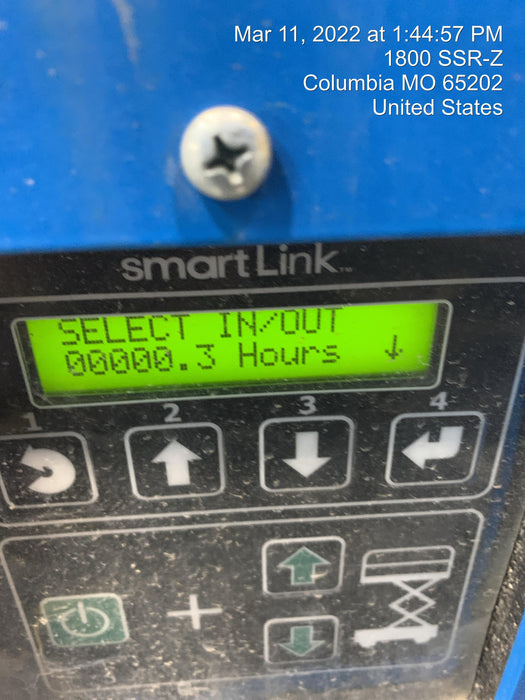 Mar 11, 2022 at 1:44:57 PM
1800 SSR-Z
Columbia MO 65202
United States
smartLink™
SELECT IN/OUT
00000.3 Hours ↓
1 2 3 4